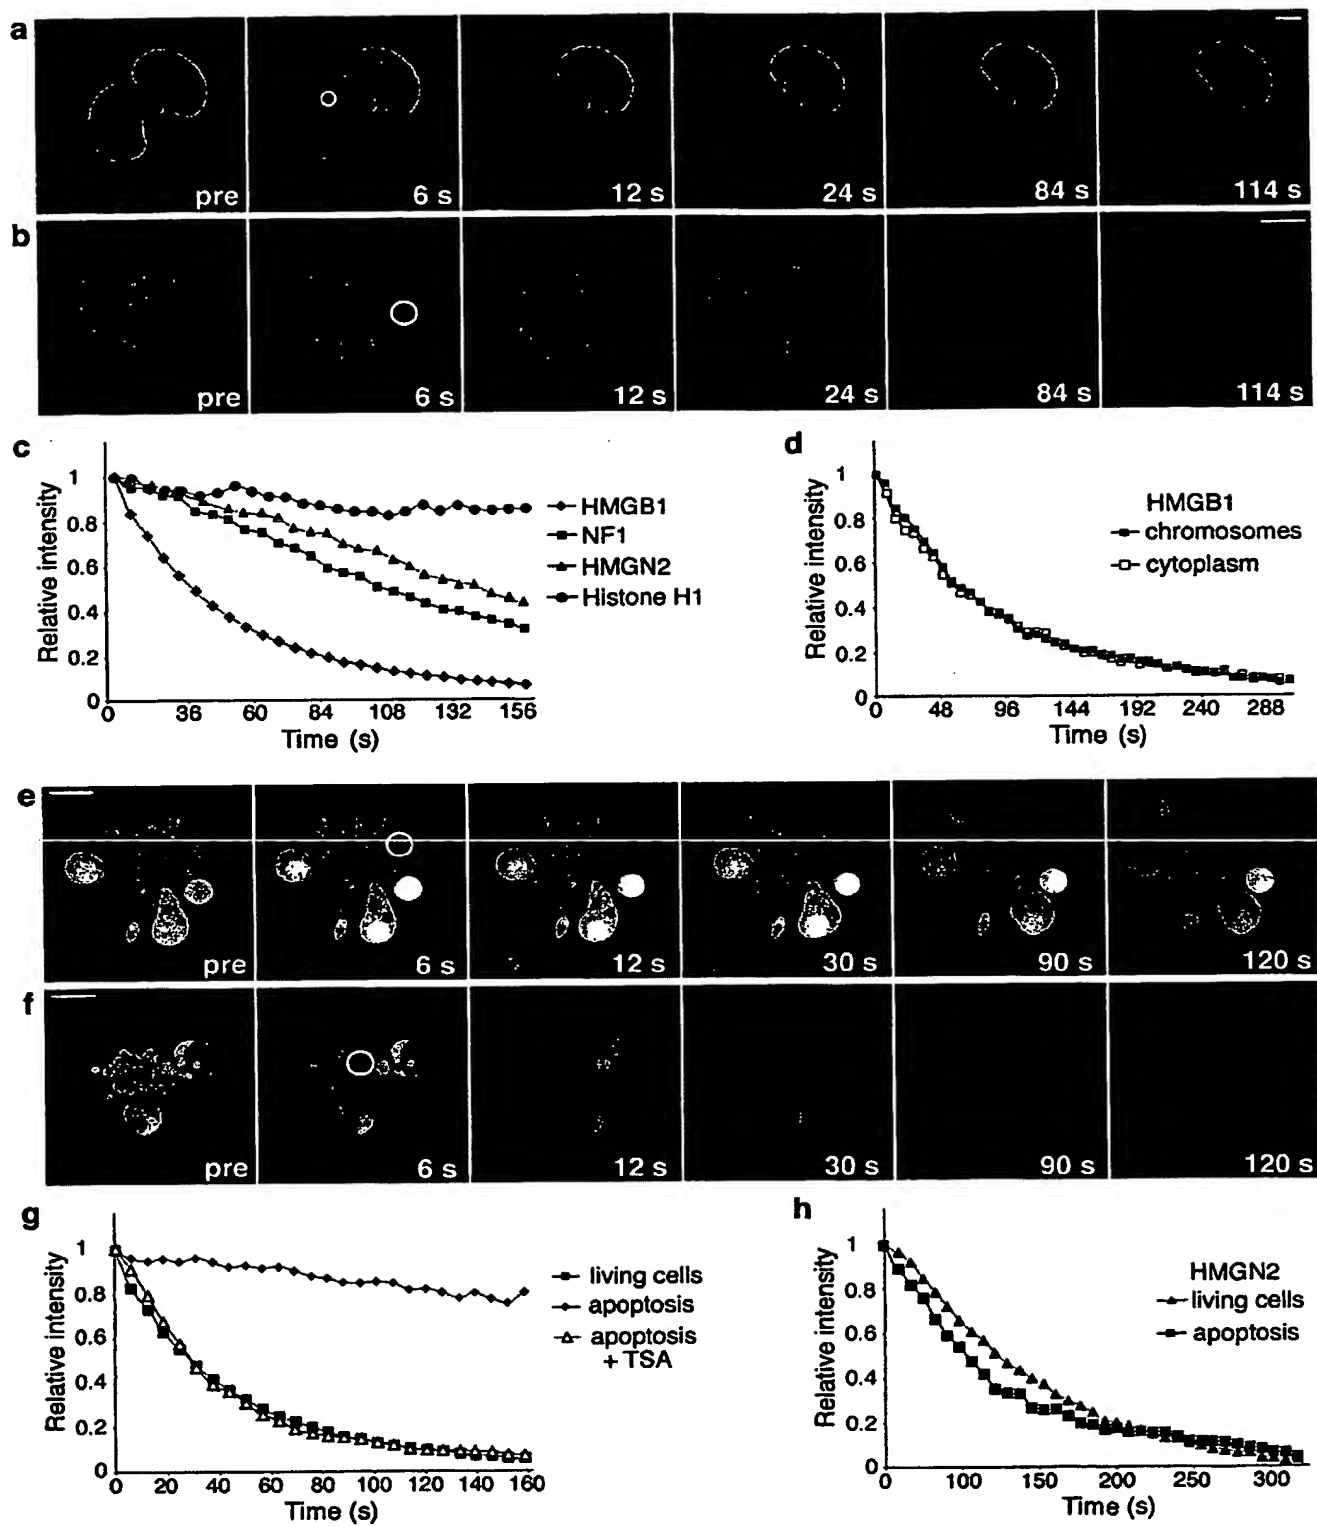 a
pre 6 s 12 s 24 s 84 s 114 s
b
pre 6 s 12 s 24 s 84 s 114 s
c
Relative intensity
1
0.8
0.6
0.4
0.2
0
0 36 60 84 108 132 156
Time (s)
HMGB1
NF1
HMGN2
Histone H1
d
Relative intensity
1
0.8
0.6
0.4
0.2
0
0 48 96 144 192 240 288
Time (s)
HMGB1
chromosomes
cytoplasm
e
pre 6 s 12 s 30 s 90 s 120 s
f
pre 6 s 12 s 30 s 90 s 120 s
g
Relative intensity
1
0.8
0.6
0.4
0.2
0
0 20 40 60 80 100 120 140 160
Time (s)
living cells
apoptosis
apoptosis
+ TSA
h
Relative intensity
1
0.8
0.6
0.4
0.2
0
0 100 150 200 250 300
Time (s)
HMGN2
living cells
apoptosis